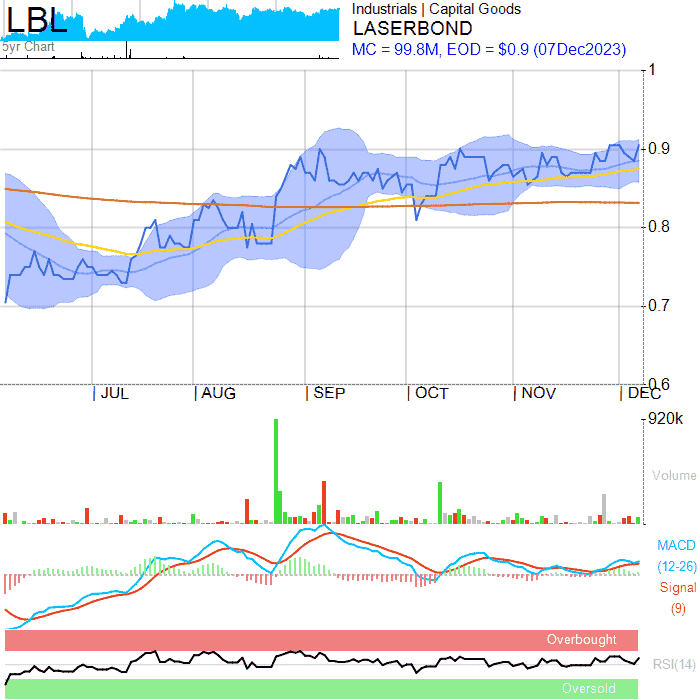 LBL
5yr Chart
Industrials | Capital Goods
LASERBOND
MC = 99.8M, EOD = $0.9 (07Dec2023)
1
0.9
0.8
0.7
0.6
JUL AUG SEP OCT NOV DEC
920k
Volume
MACD
(12-26)
Signal
(9)
Overbought
RSI(14)
Oversold